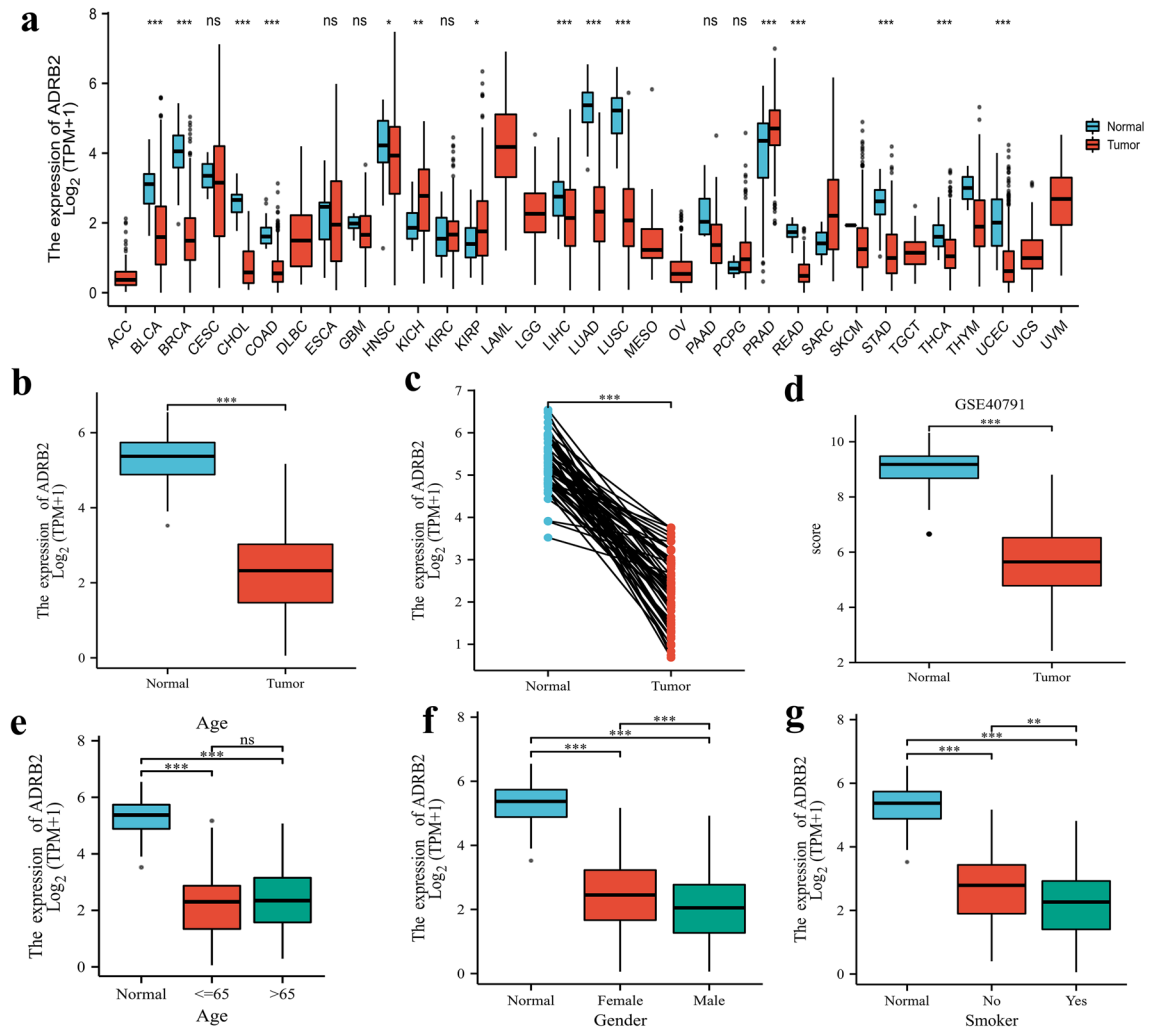 a
The expression of ADRB2
Log2 (TPM+1)
8
6
4
2
0
*** *** ns *** *** ns ns * ** ns * *** *** *** ns ns *** *** *** *** ***
Normal
Tumor
ACC BLCA BRCA CESC CHOL COAD DLBC ESCA GBM HNSC KICH KIRC KIRP LAML LGG LIHC LUAD LUSC MESO OV PAAD PCPG PRAD READ SARC SKCM STAD TGCT THCA THYM UCEC UCS UVM
b
The expression of ADRB2
Log2 (TPM+1)
6
4
2
0
***
Normal Tumor
c
The expression of ADRB2
Log2 (TPM+1)
7
6
5
4
3
2
1
***
Normal Tumor
d
GSE40791
***
score
10
8
6
4
2
Normal Tumor
e
Age
The expression of ADRB2
Log2 (TPM+1)
8
6
4
2
0
ns
***
***
Normal <=65 >65
Age
f
The expression of ADRB2
Log2 (TPM+1)
8
6
4
2
0
***
***
***
Normal Female Male
Gender
g
The expression of ADRB2
Log2 (TPM+1)
8
6
4
2
0
**
***
***
Normal No Yes
Smoker